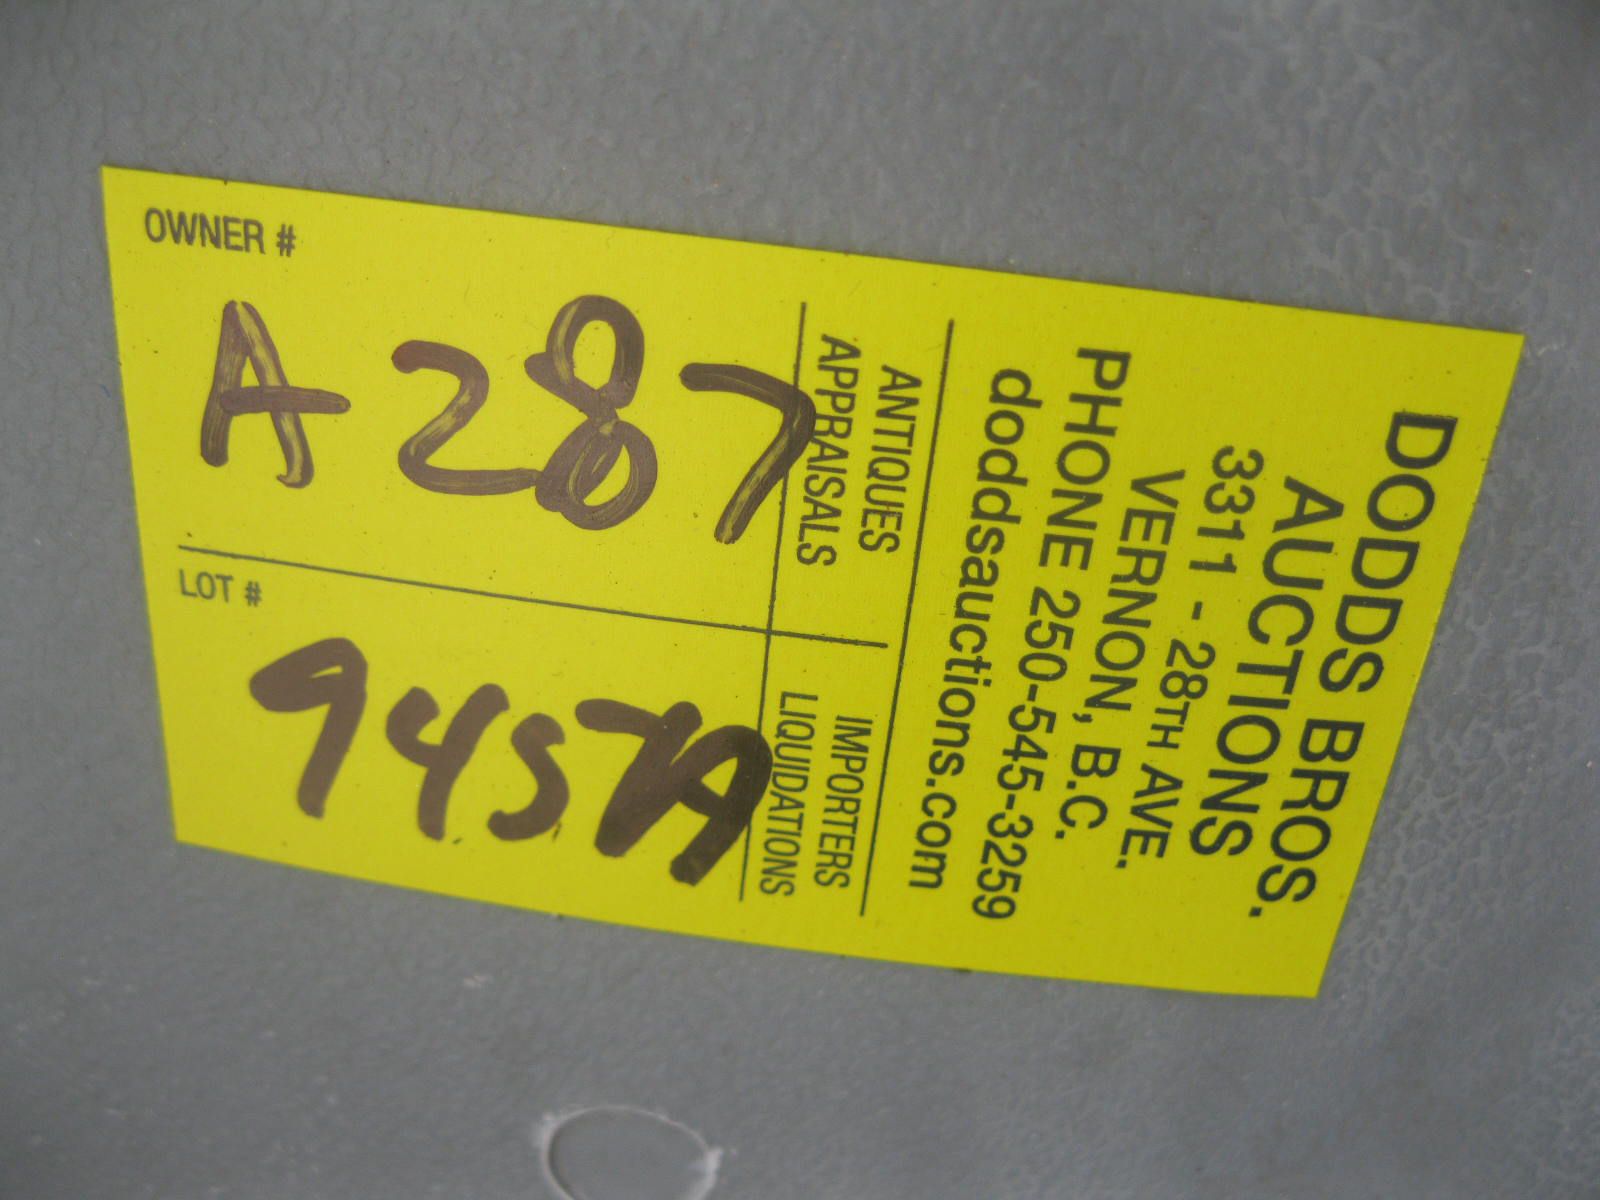 DODDS BROS.
AUCTIONS
3311 - 28TH AVE.
VERNON, B.C.
PHONE 250-545-3259
doddsauctions.com
ANTIQUES
APPRAISALS
IMPORTERS
LIQUIDATIONS
OWNER #
A287
LOT #
9457A